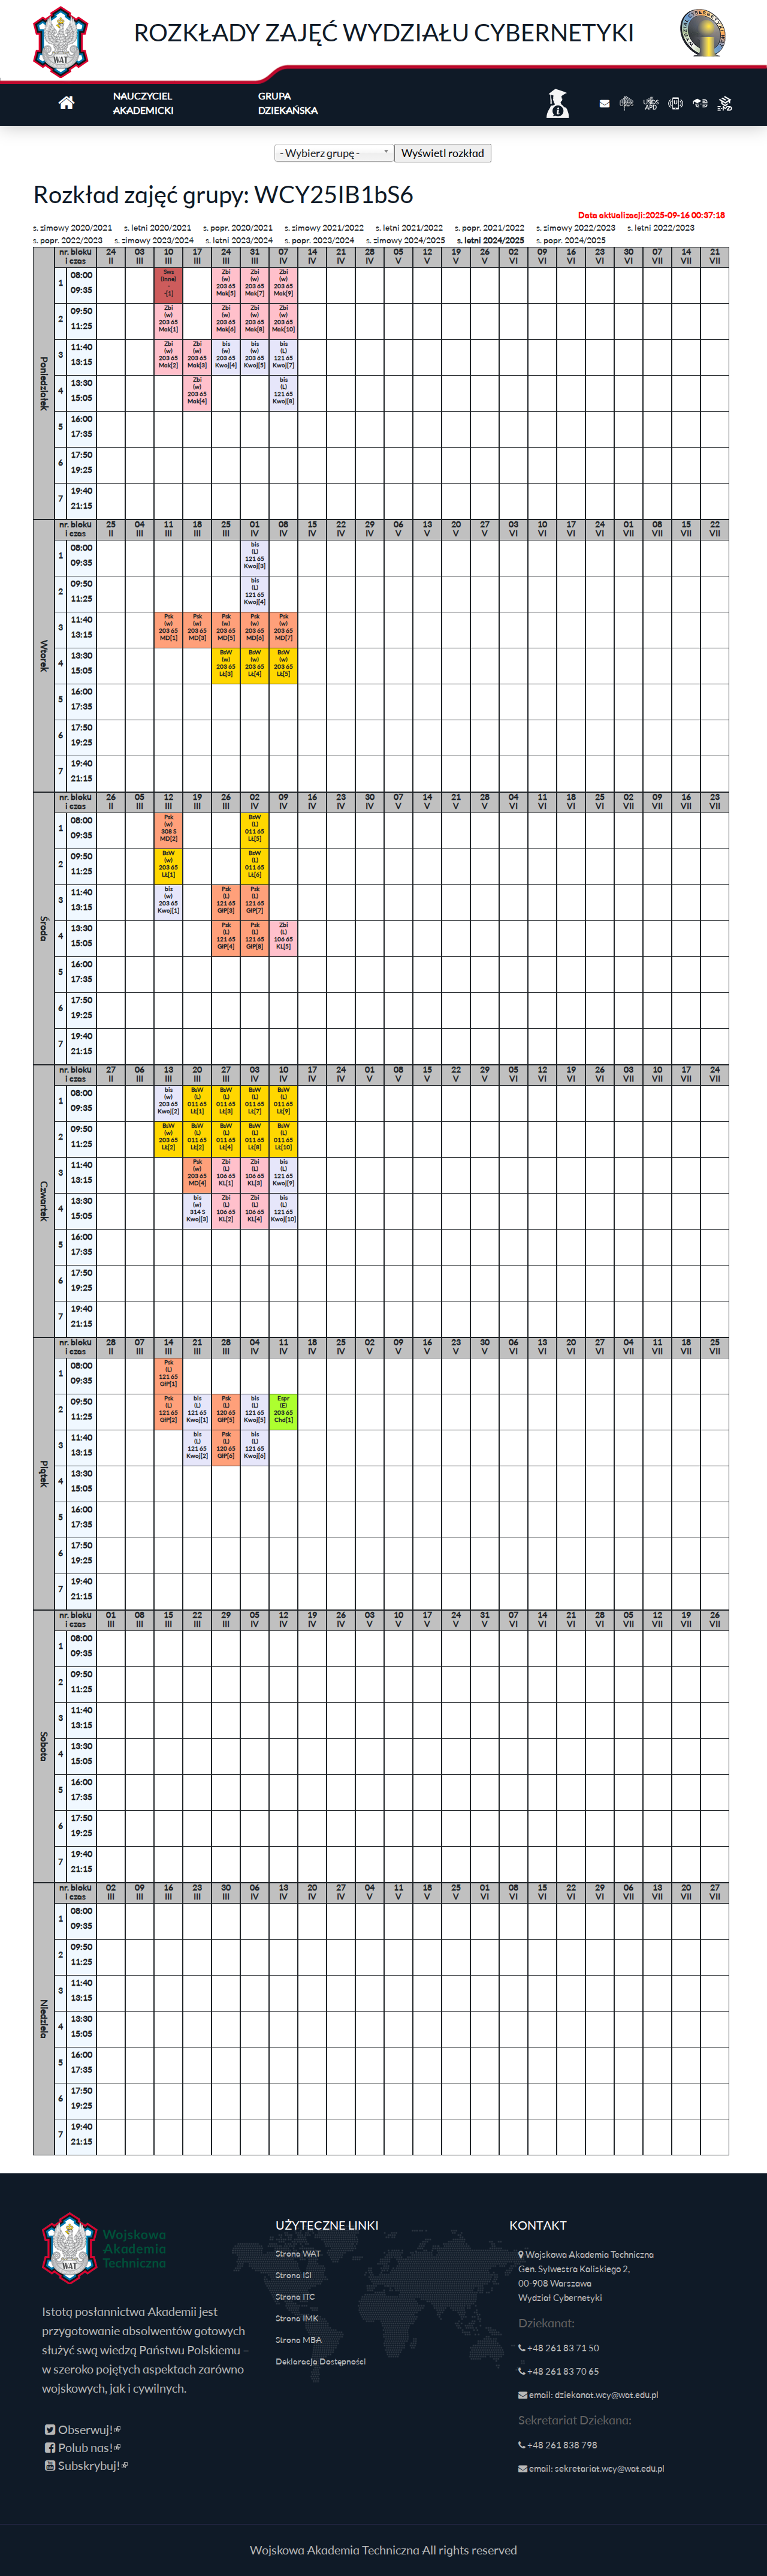 ROZKŁADY ZAJĘĆ WYDZIAŁU CYBERNETYKI
WAT
NAUCZYCIEL AKADEMICKI
GRUPA DZIEKAŃSKA
- Wybierz grupę -
Wyświetl rozkład
Rozkład zajęć grupy: WCY25IB1bS6
Data aktualizacji:2025-09-16 00:37:18
s. zimowy 2020/2021 s. letni 2020/2021 s. popr. 2020/2021 s. zimowy 2021/2022 s. letni 2021/2022 s. popr. 2021/2022 s. zimowy 2022/2023 s. letni 2022/2023
s. popr. 2022/2023 s. zimowy 2023/2024 s. letni 2023/2024 s. popr. 2023/2024 s. zimowy 2024/2025 s. letni 2024/2025 s. popr. 2024/2025
Poniedziałek
nr. bloku 24 03 10 17 24 31 07 14 21 28 05 12 19 26 02 09 16 23 30 07 14 21
i czas II III III III III III IV IV IV IV V V V V VI VI VI VI VI VII VII VII
1 08:00 09:35
Sws (inne) - -[1]
Zbi (w) 203 65 Mak[5]
Zbi (w) 203 65 Mak[7]
Zbi (w) 203 65 Mak[9]
2 09:50 11:25
Zbi (w) 203 65 Mak[1]
Zbi (w) 203 65 Mak[6]
Zbi (w) 203 65 Mak[8]
Zbi (w) 203 65 Mak[10]
3 11:40 13:15
Zbi (w) 203 65 Mak[2]
Zbi (w) 203 65 Mak[3]
bis (w) 203 65 Kwoj[4]
bis (w) 203 65 Kwoj[5]
bis (L) 121 65 Kwoj[7]
4 13:30 15:05
Zbi (w) 203 65 Mak[4]
bis (L) 121 65 Kwoj[8]
5 16:00 17:35
6 17:50 19:25
7 19:40 21:15
Wtorek
nr. bloku 25 04 11 18 25 01 08 15 22 29 06 13 20 27 03 10 17 24 01 08 15 22
i czas II III III III III IV IV IV IV IV V V V V VI VI VI VI VII VII VII VII
1 08:00 09:35
bis (L) 121 65 Kwoj[3]
2 09:50 11:25
bis (L) 121 65 Kwoj[4]
3 11:40 13:15
Psk (w) 203 65 MD[1]
Psk (w) 203 65 MD[3]
Psk (w) 203 65 MD[5]
Psk (w) 203 65 MD[6]
Psk (w) 203 65 MD[7]
4 13:30 15:05
BsW (w) 203 65 LŁ[3]
BsW (w) 203 65 LŁ[4]
BsW (w) 203 65 LŁ[5]
5 16:00 17:35
6 17:50 19:25
7 19:40 21:15
Środa
nr. bloku 26 05 12 19 26 02 09 16 23 30 07 14 21 28 04 11 18 25 02 09 16 23
i czas II III III III III IV IV IV IV IV V V V V VI VI VI VI VII VII VII VII
1 08:00 09:35
Psk (w) 308 S MD[2]
BsW (L) 011 65 LŁ[5]
2 09:50 11:25
BsW (w) 203 65 LŁ[1]
BsW (L) 011 65 LŁ[6]
3 11:40 13:15
bis (w) 203 65 Kwoj[1]
Psk (L) 121 65 GłP[3]
Psk (L) 121 65 GłP[7]
4 13:30 15:05
Psk (L) 121 65 GłP[4]
Psk (L) 121 65 GłP[8]
Zbi (L) 106 65 KL[5]
5 16:00 17:35
6 17:50 19:25
7 19:40 21:15
Czwartek
nr. bloku 27 06 13 20 27 03 10 17 24 01 08 15 22 29 05 12 19 26 03 10 17 24
i czas II III III III III IV IV IV IV V V V V V VI VI VI VI VII VII VII VII
1 08:00 09:35
bis (w) 203 65 Kwoj[2]
BsW (L) 011 65 LŁ[1]
BsW (L) 011 65 LŁ[3]
BsW (L) 011 65 LŁ[7]
BsW (L) 011 65 LŁ[9]
2 09:50 11:25
BsW (w) 203 65 LŁ[2]
BsW (L) 011 65 LŁ[2]
BsW (L) 011 65 LŁ[4]
BsW (L) 011 65 LŁ[8]
BsW (L) 011 65 LŁ[10]
3 11:40 13:15
Psk (w) 203 65 MD[4]
Zbi (L) 106 65 KL[1]
Zbi (L) 106 65 KL[3]
bis (L) 121 65 Kwoj[9]
4 13:30 15:05
bis (w) 314 S Kwoj[3]
Zbi (L) 106 65 KL[2]
Zbi (L) 106 65 KL[4]
bis (L) 121 65 Kwoj[10]
5 16:00 17:35
6 17:50 19:25
7 19:40 21:15
Piątek
nr. bloku 28 07 14 21 28 04 11 18 25 02 09 16 23 30 06 13 20 27 04 11 18 25
i czas II III III III III IV IV IV IV V V V V V VI VI VI VI VII VII VII VII
1 08:00 09:35
Psk (L) 121 65 GłP[1]
2 09:50 11:25
Psk (L) 121 65 GłP[2]
bis (L) 121 65 Kwoj[1]
Psk (L) 120 65 GłP[5]
bis (L) 121 65 Kwoj[5]
Espr (E) 203 65 Chd[1]
3 11:40 13:15
bis (L) 121 65 Kwoj[2]
Psk (L) 120 65 GłP[6]
bis (L) 121 65 Kwoj[6]
4 13:30 15:05
5 16:00 17:35
6 17:50 19:25
7 19:40 21:15
Sobota
nr. bloku 01 08 15 22 29 05 12 19 26 03 10 17 24 31 07 14 21 28 05 12 19 26
i czas III III III III III IV IV IV IV V V V V V VI VI VI VI VII VII VII VII
1 08:00 09:35
2 09:50 11:25
3 11:40 13:15
4 13:30 15:05
5 16:00 17:35
6 17:50 19:25
7 19:40 21:15
Niedziela
nr. bloku 02 09 16 23 30 06 13 20 27 04 11 18 25 01 08 15 22 29 06 13 20 27
i czas III III III III III IV IV IV IV V V V V VI VI VI VI VI VII VII VII VII
1 08:00 09:35
2 09:50 11:25
3 11:40 13:15
4 13:30 15:05
5 16:00 17:35
6 17:50 19:25
7 19:40 21:15
WAT
Wojskowa
Akademia
Techniczna
Istotą posłannictwa Akademii jest
przygotowanie absolwentów gotowych
służyć swą wiedzą Państwu Polskiemu –
w szeroko pojętych aspektach zarówno
wojskowych, jak i cywilnych.
Obserwuj!
Polub nas!
Subskrybuj!
UŻYTECZNE LINKI
Strona WAT
Strona ISI
Strona ITC
Strona IMK
Strona MBA
Deklaracja Dostępności
KONTAKT
Wojskowa Akademia Techniczna
Gen. Sylwestra Kaliskiego 2,
00-908 Warszawa
Wydział Cybernetyki
Dziekanat:
+48 261 83 71 50
+48 261 83 70 65
email: dziekanat.wcy@wat.edu.pl
Sekretariat Dziekana:
+48 261 838 798
email: sekretariat.wcy@wat.edu.pl
Wojskowa Akademia Techniczna All rights reserved